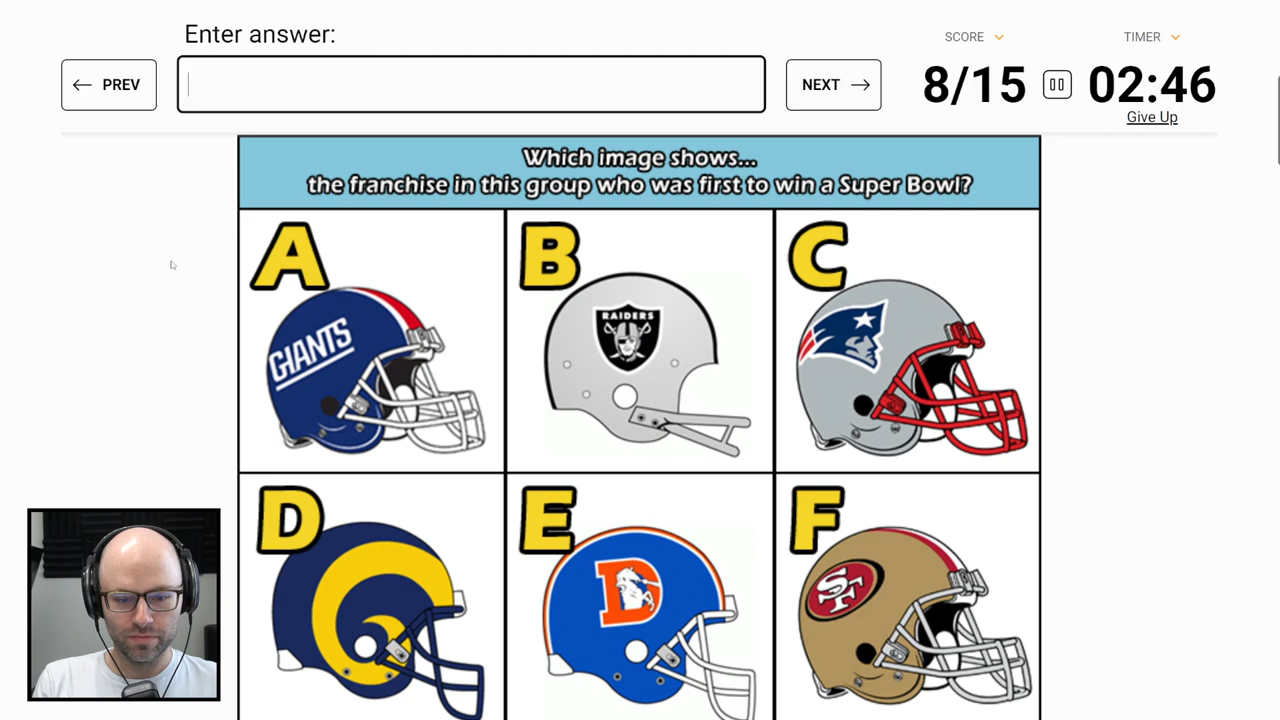 Enter answer:
SCORE
TIMER
← PREV
NEXT →
8/15
02:46
Give Up
Which image shows...
the franchise in this group who was first to win a Super Bowl?
A
B
C
GIANTS
RAIDERS
D
E
F
D
SF